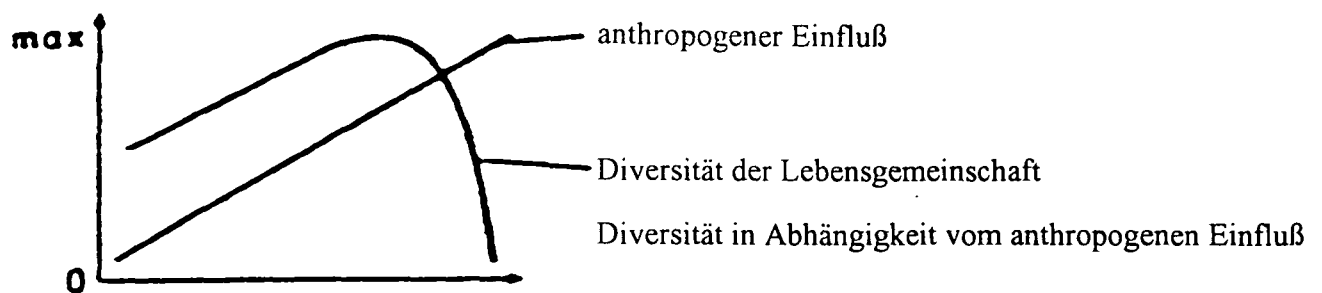 max
anthropogener Einfluß
Diversität der Lebensgemeinschaft
Diversität in Abhängigkeit vom anthropogenen Einfluß
0